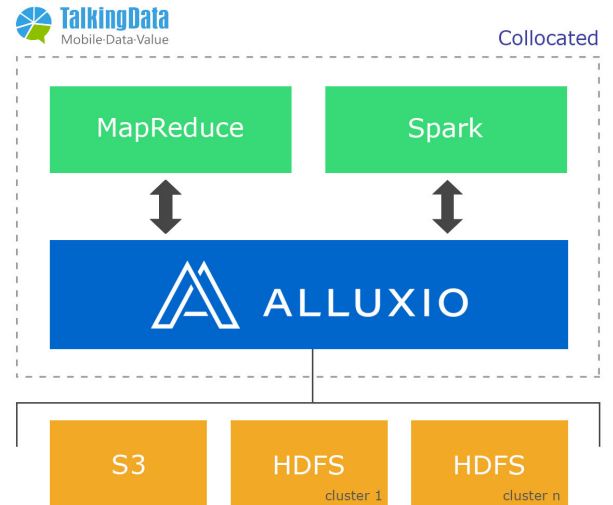 TalkingData
Mobile·Data·Value
Collocated
MapReduce
Spark
ALLUXIO
S3
HDFS
cluster 1
HDFS
cluster n